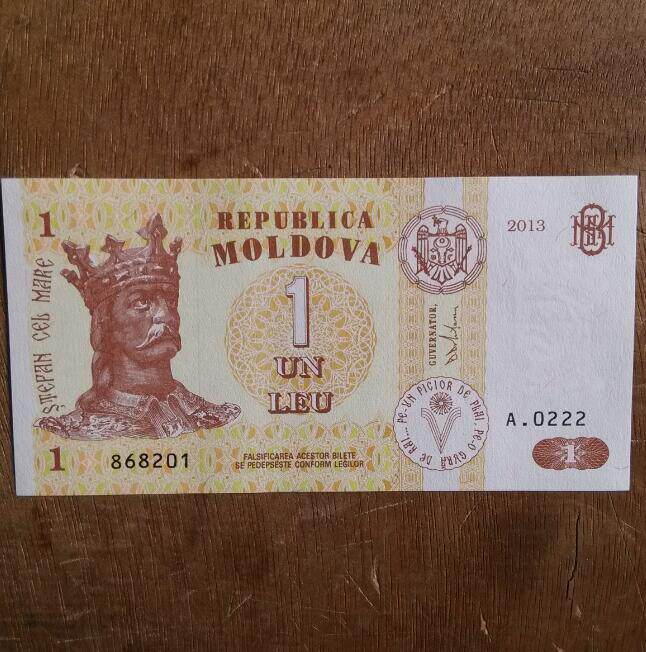 1
ȘTEFAN CEL MARE
REPUBLICA
MOLDOVA
1
UN
LEU
1
868201
FALSIFICAREA ACESTOR BILETE
SE PEDEPSEȘTE CONFORM LEGILOR
GUVERNATOR,
PE-UN PICIOR DE PLAI, PE-O GURĂ DE RAI...
2013
A.0222
1